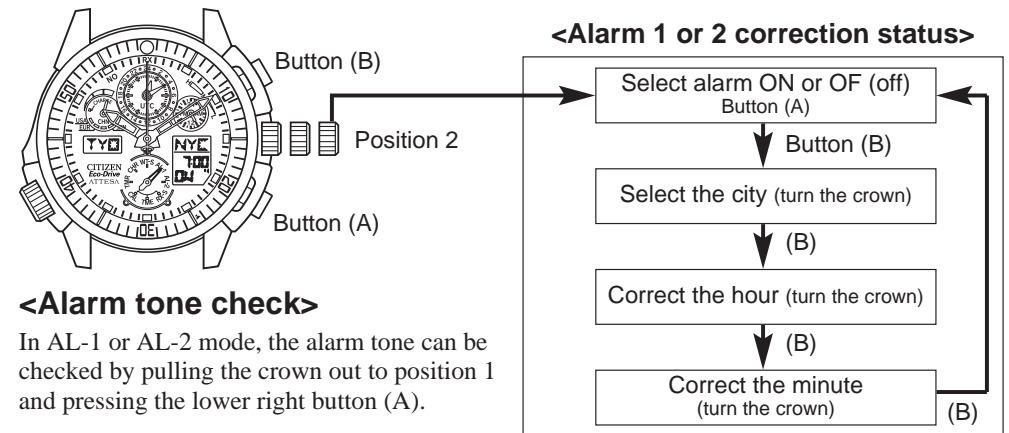 <Alarm 1 or 2 correction status>
Button (B)
Position 2
Button (A)
TYO
NYC
7:00
ON
CITIZEN
Eco-Drive
ATTESA
UTC
Select alarm ON or OF (off)
Button (A)
Button (B)
Select the city (turn the crown)
(B)
Correct the hour (turn the crown)
(B)
Correct the minute
(turn the crown)
(B)
<Alarm tone check>
In AL-1 or AL-2 mode, the alarm tone can be
checked by pulling the crown out to position 1
and pressing the lower right button (A).